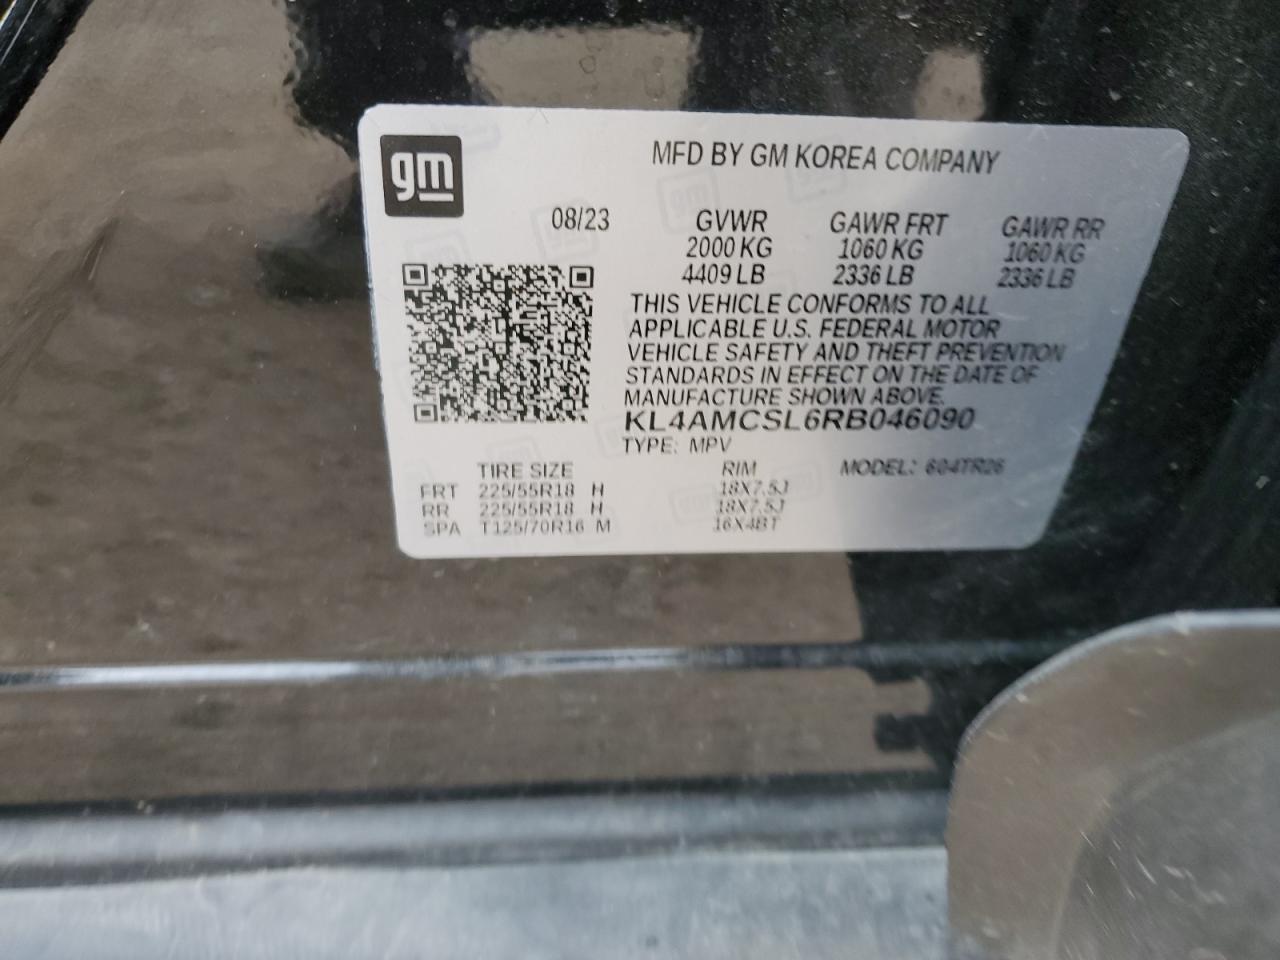 gm
MFD BY GM KOREA COMPANY
08/23 GVWR GAWR FRT GAWR RR
2000 KG 1060 KG 1060 KG
4409 LB 2336 LB 2336 LB
THIS VEHICLE CONFORMS TO ALL
APPLICABLE U.S. FEDERAL MOTOR
VEHICLE SAFETY AND THEFT PREVENTION
STANDARDS IN EFFECT ON THE DATE OF
MANUFACTURE SHOWN ABOVE.
KL4AMCSL6RB046090
TYPE: MPV
TIRE SIZE RIM MODEL: 604TR26
FRT 225/55R18 H 18X7.5J
RR 225/55R18 H 18X7.5J
SPA T125/70R16 M 16X4BT